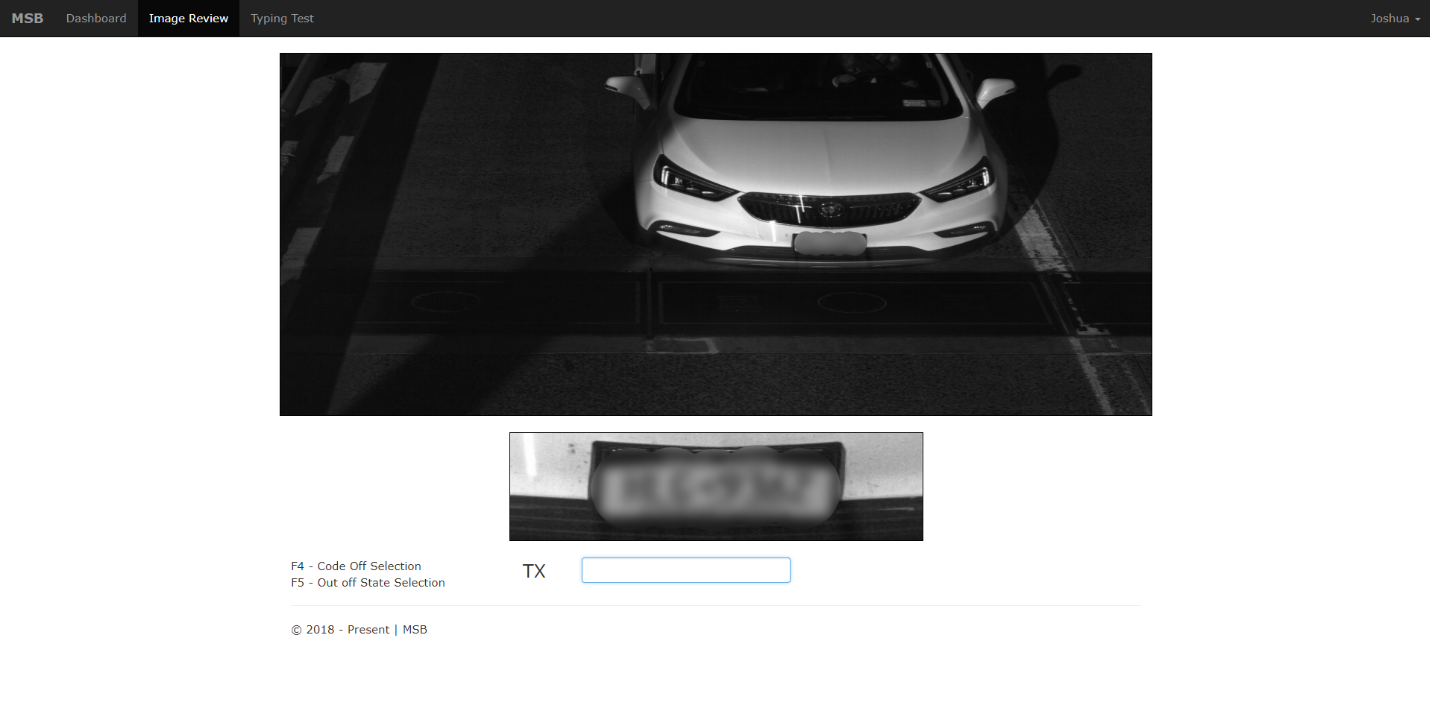 MSB Dashboard Image Review Typing Test Joshua
F4 - Code Off Selection
F5 - Out off State Selection
TX
© 2018 - Present | MSB